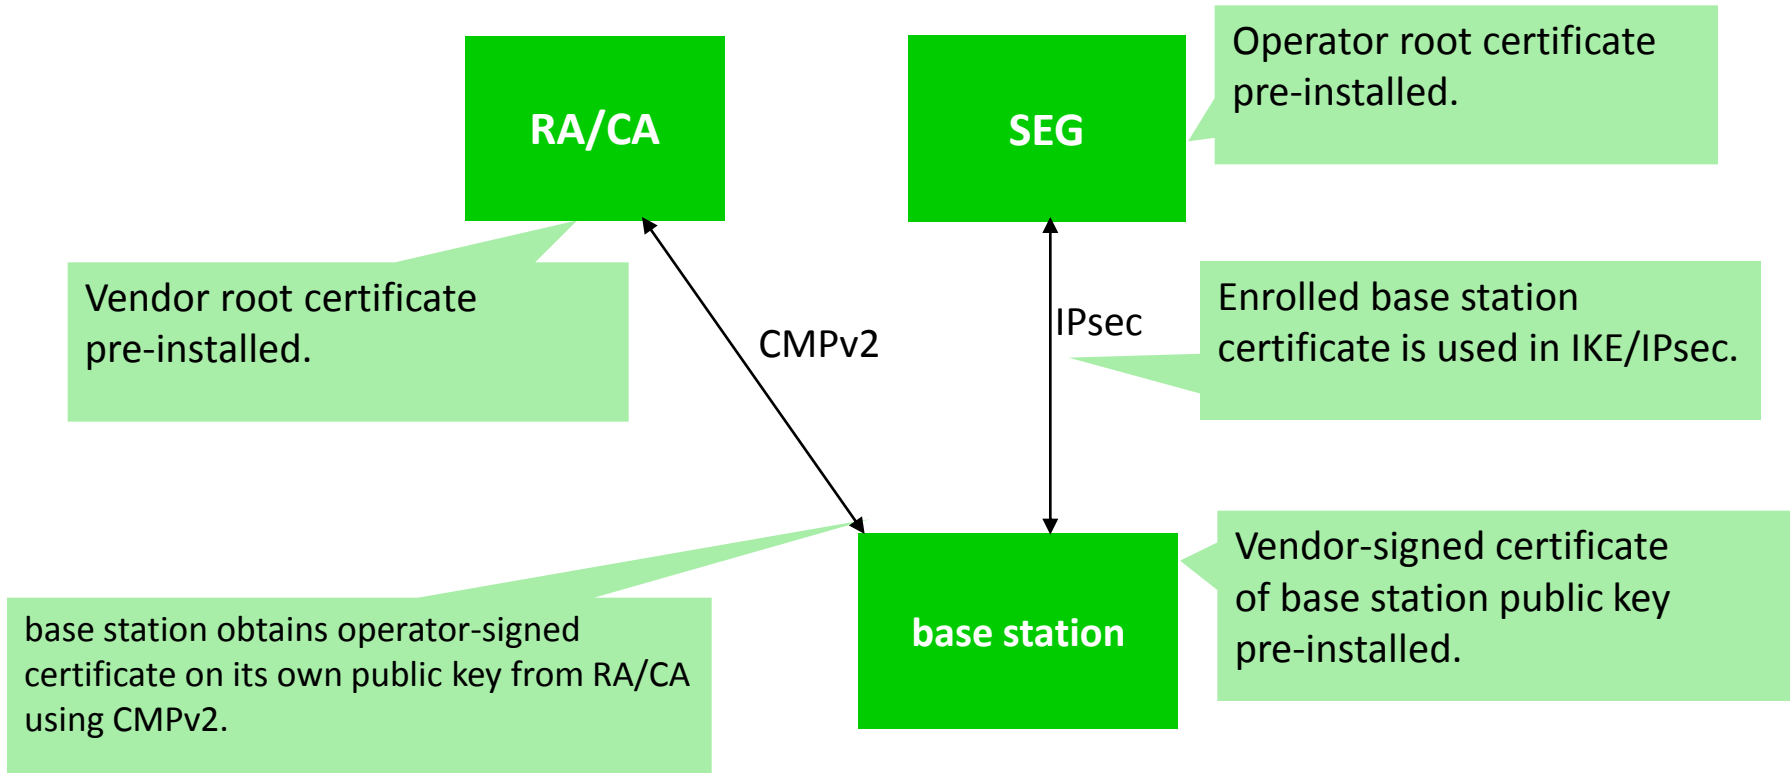 Operator root certificate
pre-installed.
RA/CA
SEG
Vendor root certificate
pre-installed.
CMPv2
IPsec
Enrolled base station
certificate is used in IKE/IPsec.
base station obtains operator-signed
certificate on its own public key from RA/CA
using CMPv2.
base station
Vendor-signed certificate
of base station public key
pre-installed.